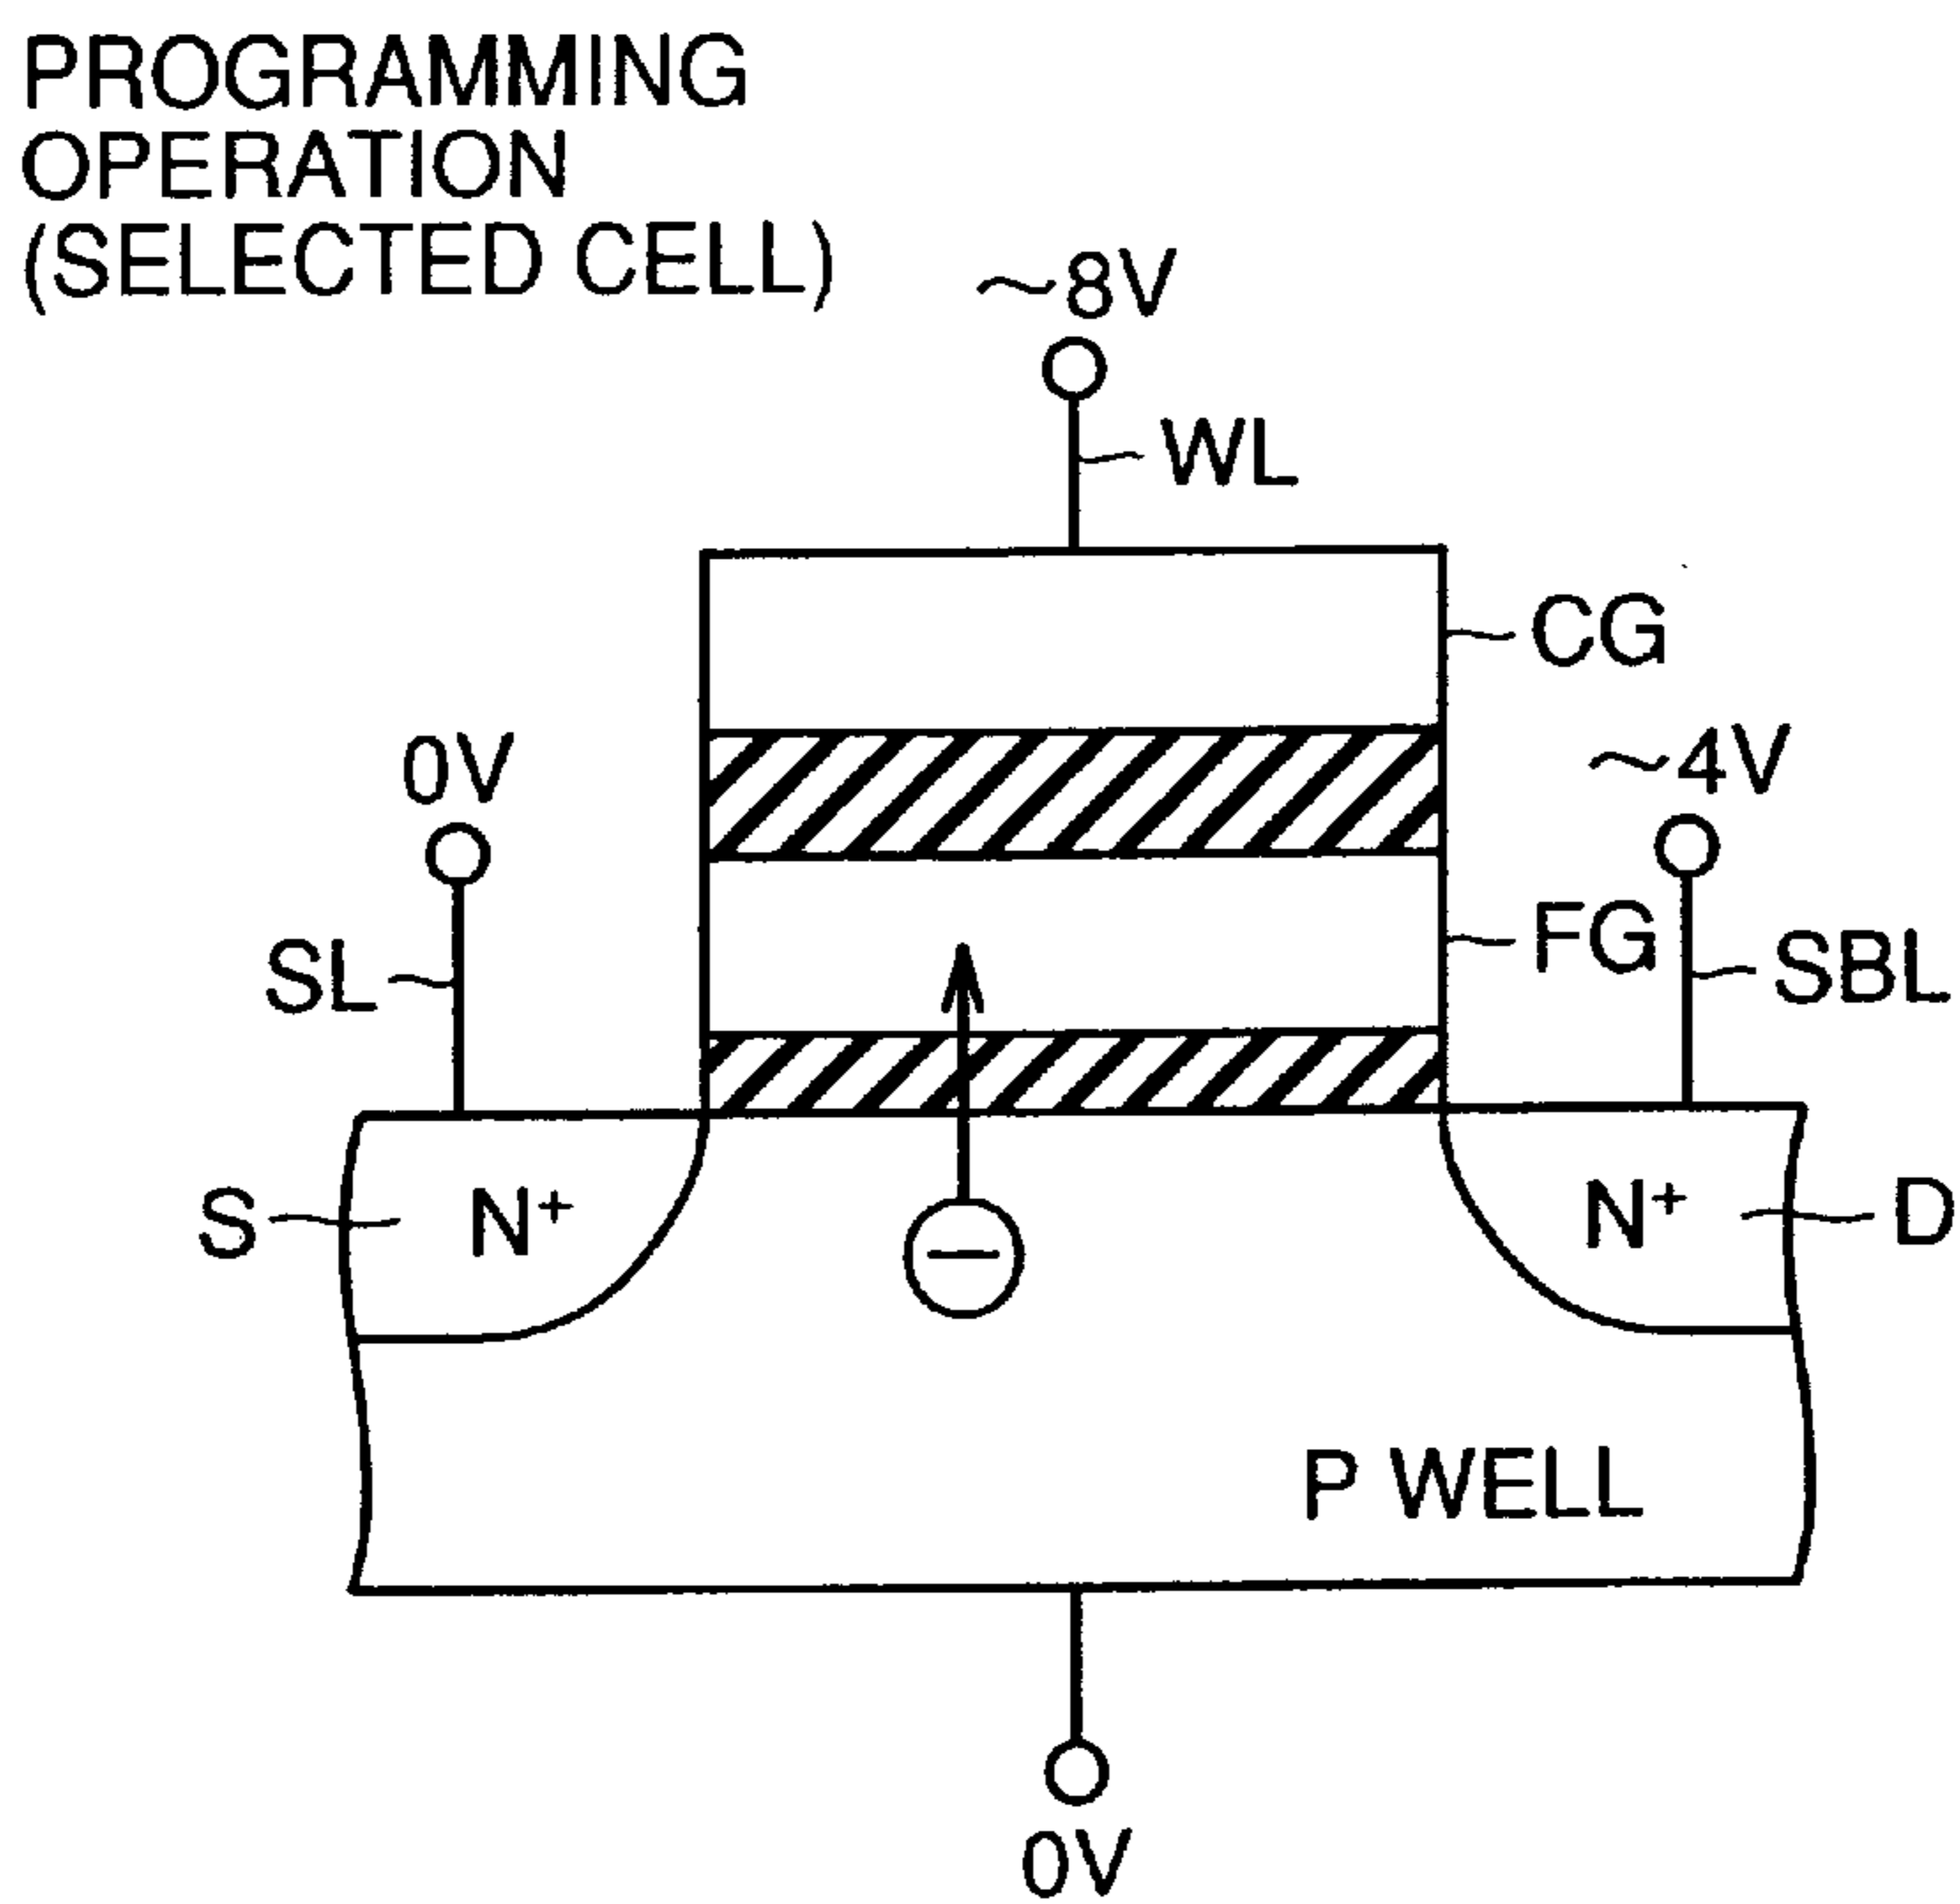 PROGRAMMING
OPERATION
(SELECTED CELL)
~8V
WL
CG
0V
~4V
FG
SL
SBL
S
N+
N+
D
P WELL
0V